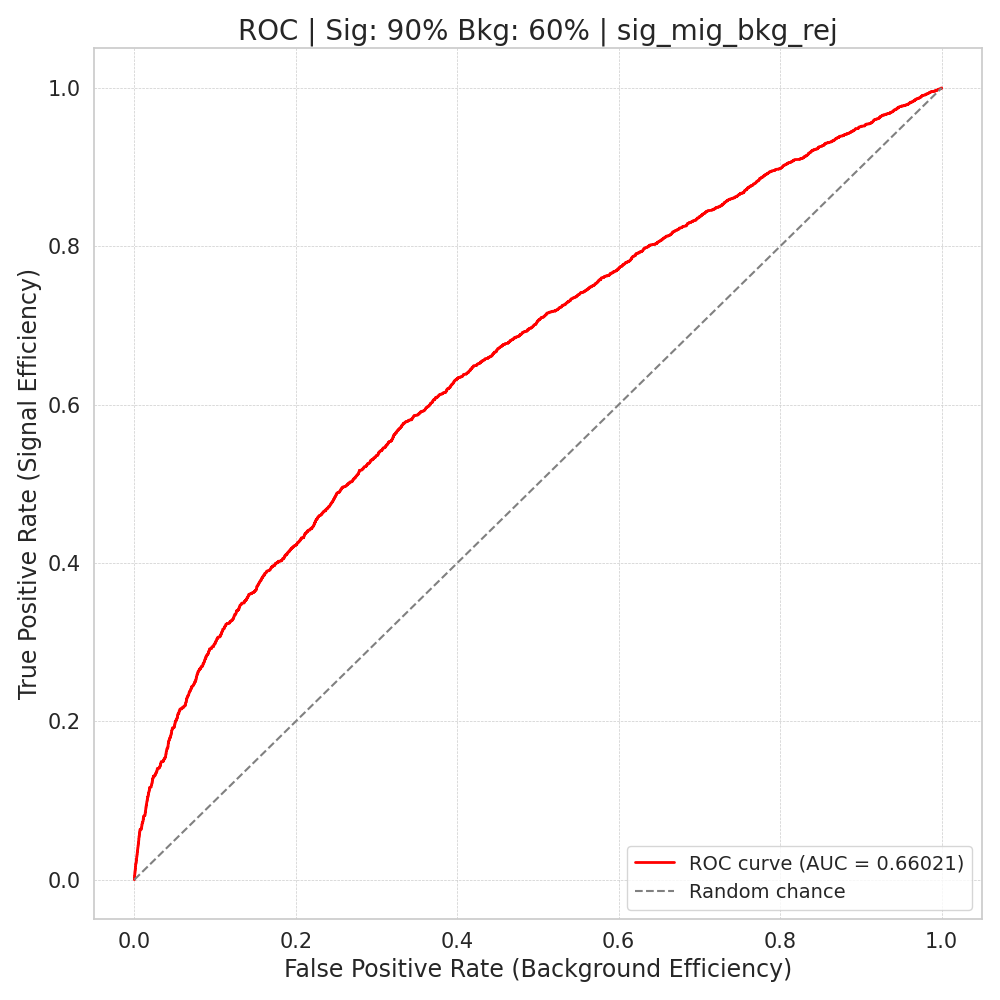 ROC | Sig: 90% Bkg: 60% | sig_mig_bkg_rej
True Positive Rate (Signal Efficiency)
1.0
0.8
0.6
0.4
0.2
0.0
ROC curve (AUC = 0.66021)
Random chance
0.0 0.2 0.4 0.6 0.8 1.0
False Positive Rate (Background Efficiency)